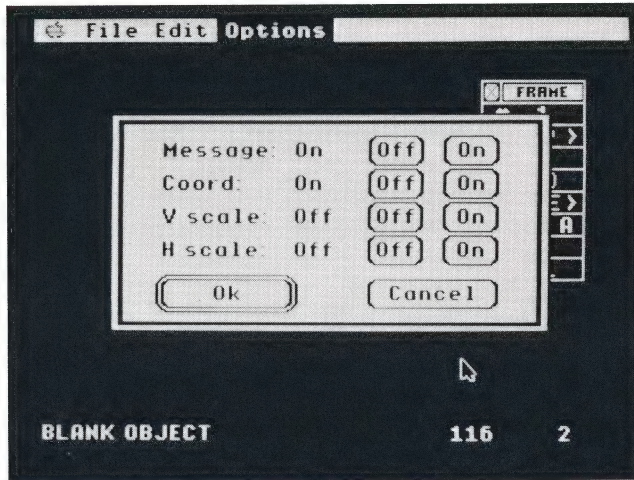 File Edit Options
FRAME
Message: On Off On
Coord: On Off On
V scale: Off Off On
H scale: Off Off On
A
Ok Cancel
BLANK OBJECT 116 2